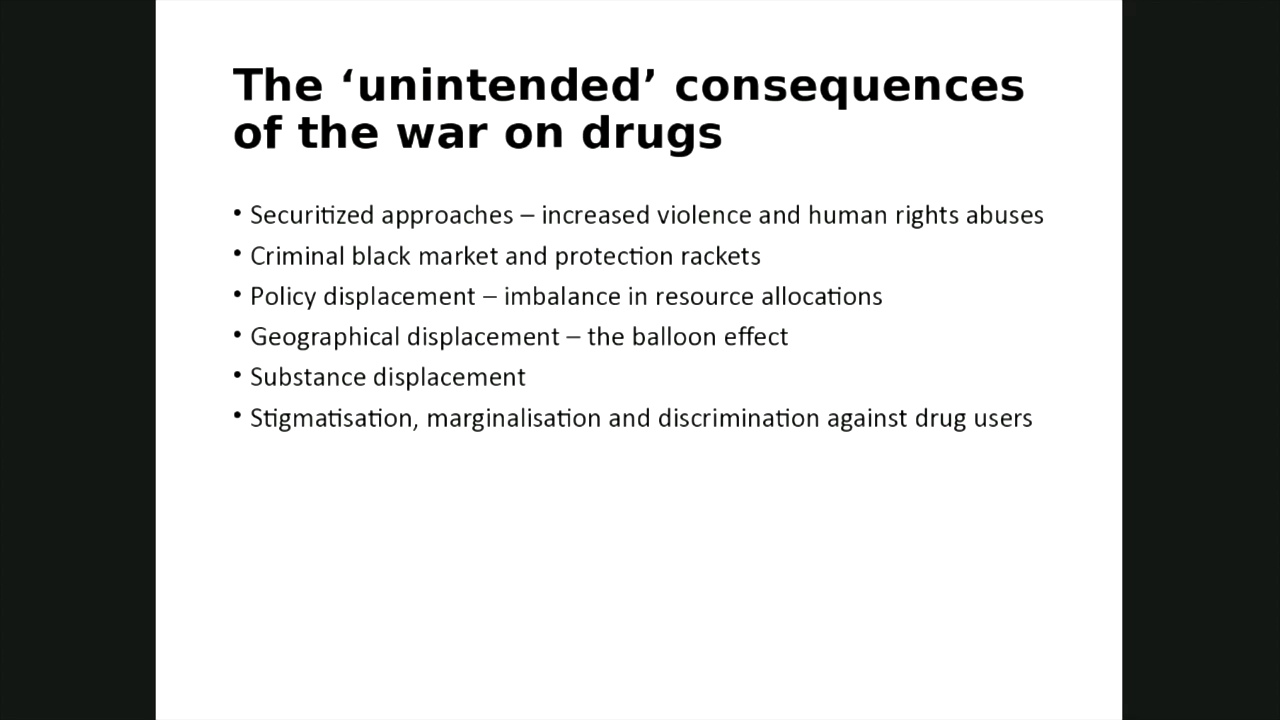 The ‘unintended’ consequences
of the war on drugs
• Securitized approaches – increased violence and human rights abuses
• Criminal black market and protection rackets
• Policy displacement – imbalance in resource allocations
• Geographical displacement – the balloon effect
• Substance displacement
• Stigmatisation, marginalisation and discrimination against drug users